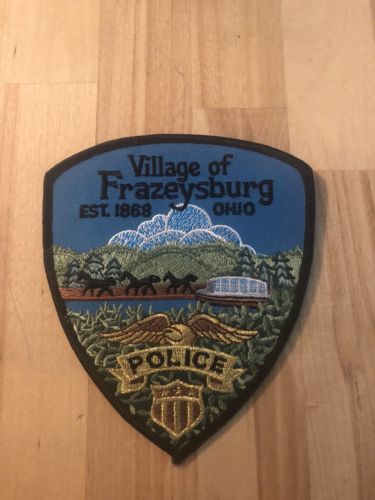 Village of
Frazeysburg
EST. 1868 OHIO
POLICE